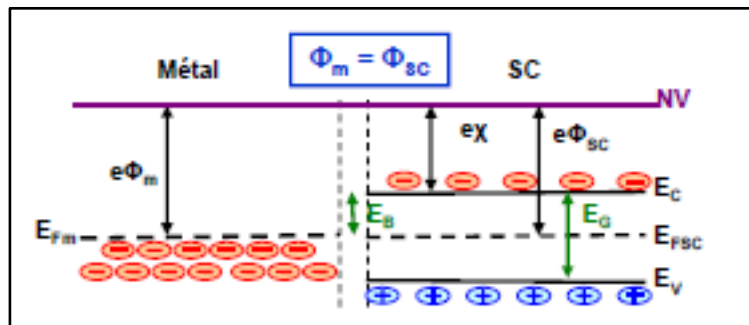 Φm = ΦSC
Métal
SC
NV
eΦm
eχ
eΦSC
EC
EB
EG
EFm
EFSC
EV